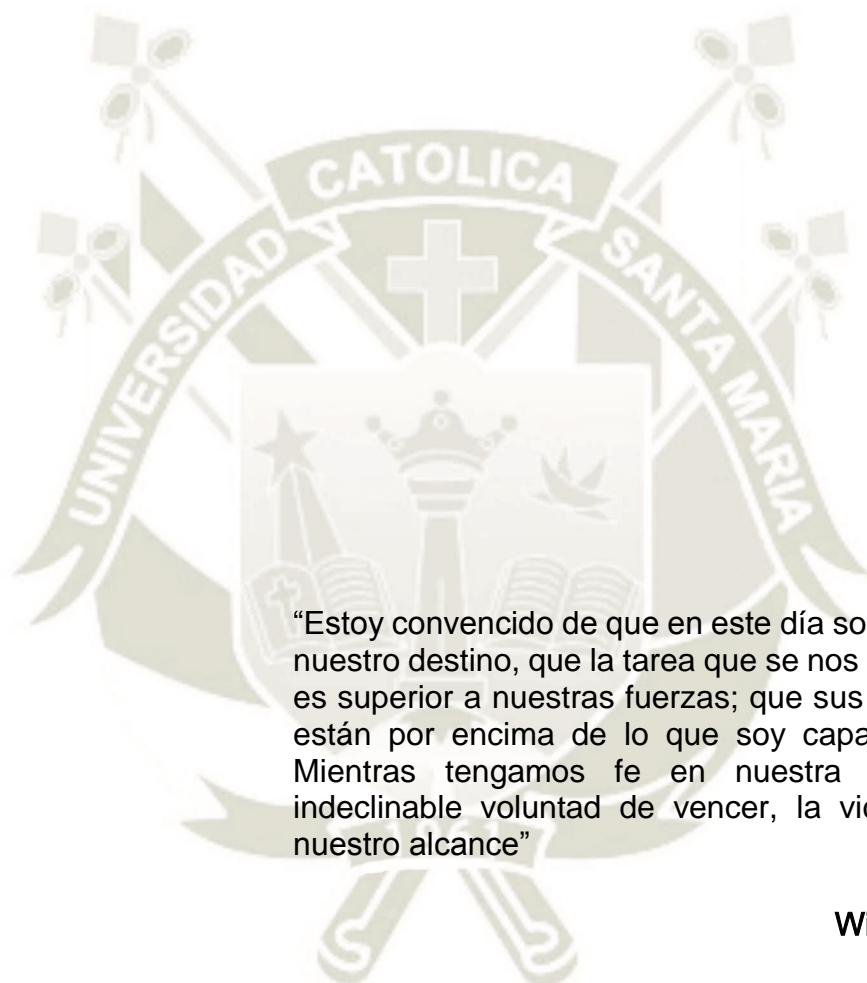 CATOLICA
UNIVERSIDAD
SANTA MARIA
“Estoy convencido de que en este día so
nuestro destino, que la tarea que se nos
es superior a nuestras fuerzas; que sus
están por encima de lo que soy capa
Mientras tengamos fe en nuestra
indeclinable voluntad de vencer, la vi
nuestro alcance”
1961
Wi